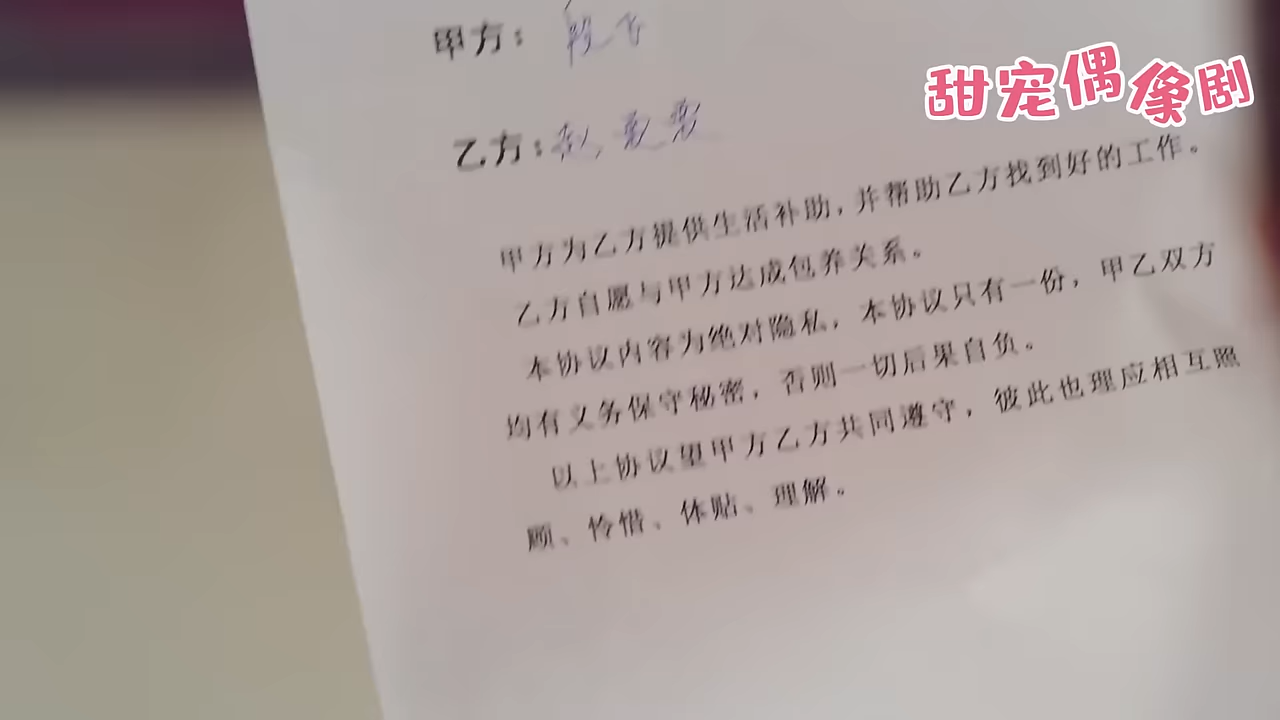 甲方：段飞
甜宠偶像剧
乙方：赵
甲方为乙方提供生活补助，并帮助乙方找到好的工作。
乙方自愿与甲方达成包养关系。
本协议内容为绝对隐私，本协议只有一份，甲乙双方
均有义务保守秘密，否则一切后果自负。
以上协议望甲方乙方共同遵守，彼此也理应相互照
顾、怜惜、体贴、理解。